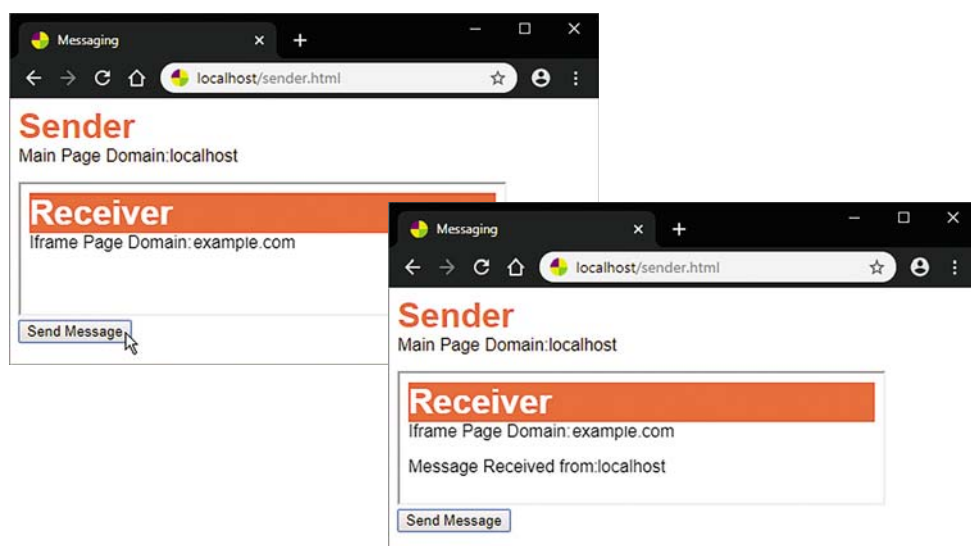 Messaging
localhost/sender.html
Sender
Main Page Domain:localhost
Receiver
Iframe Page Domain:example.com
Send Message
Messaging
localhost/sender.html
Sender
Main Page Domain:localhost
Receiver
Iframe Page Domain:example.com
Message Received from:localhost
Send Message